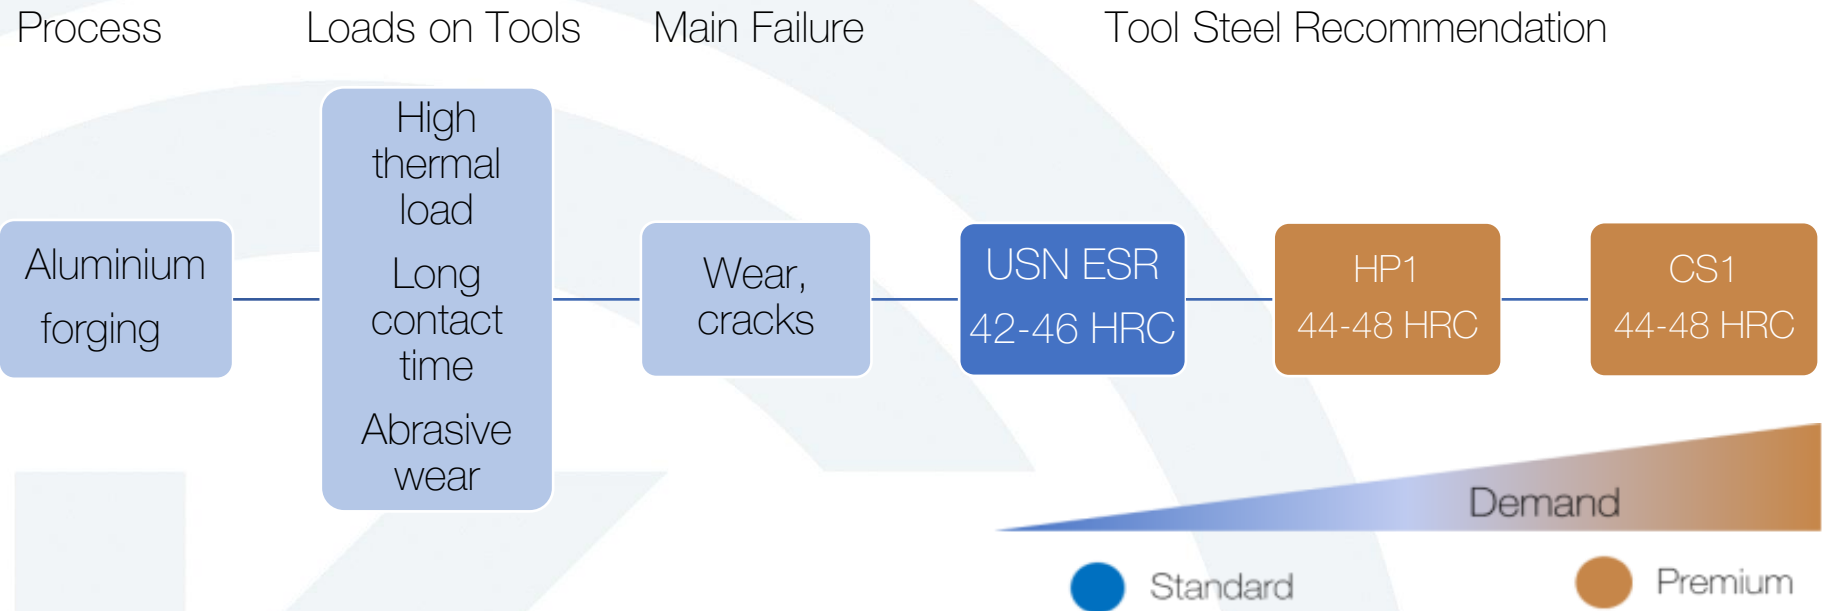 Process
Loads on Tools
Main Failure
Tool Steel Recommendation
Aluminium
forging
High
thermal
load
Long
contact
time
Abrasive
wear
Wear,
cracks
USN ESR
42-46 HRC
HP1
44-48 HRC
CS1
44-48 HRC
Demand
Standard
Premium